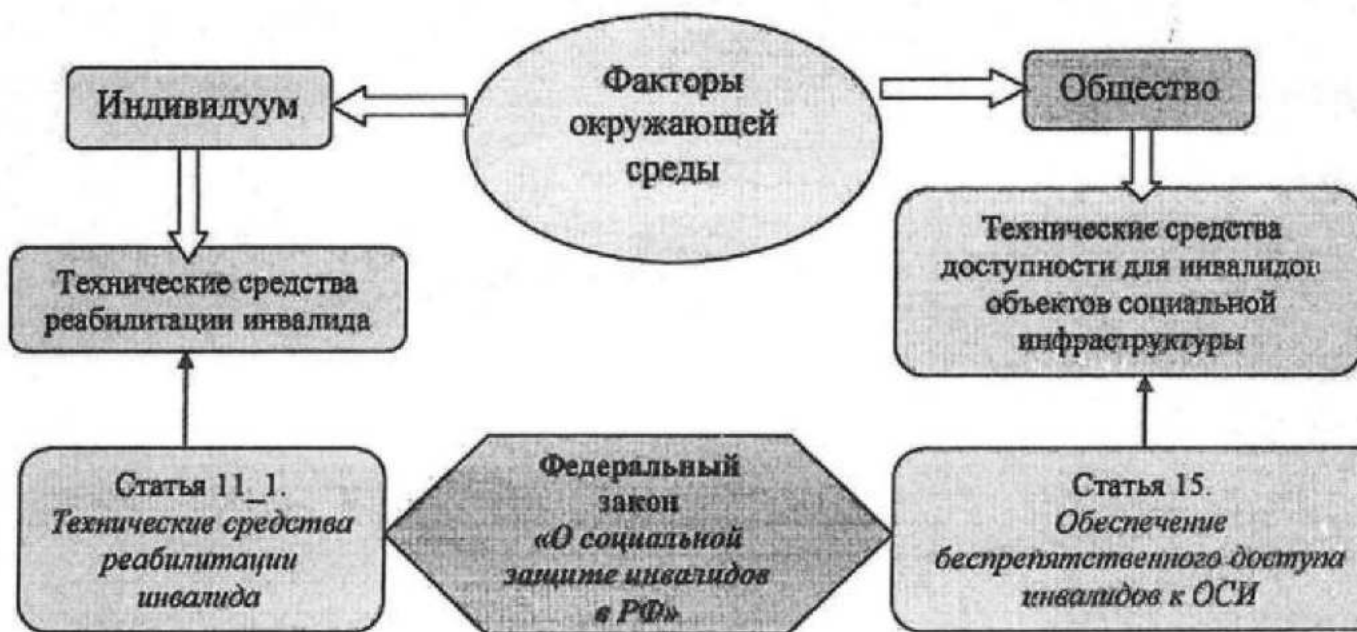 Факторы
окружающей
среды
Индивидуум
Общество
Технические средства
реабилитации инвалида
Технические средства
доступности для инвалидов
объектов социальной
инфраструктуры
Статья 11_1.
Технические средства
реабилитации
инвалида
Федеральный
закон
«О социальной
защите инвалидов
в РФ»
Статья 15.
Обеспечение
беспрепятственного доступа
инвалидов к ОСИ